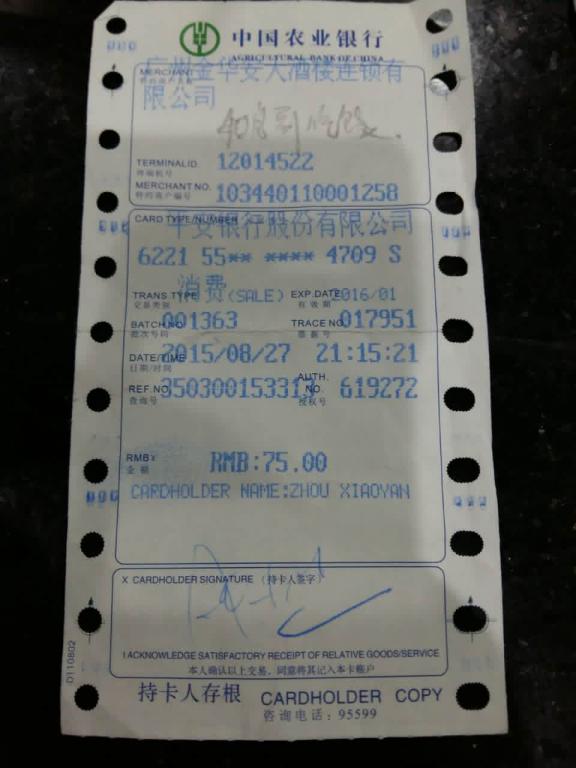 中国农业银行
AGRICULTURAL BANK OF CHINA
MERCHANT
特约商户名称
广州金华安大酒楼连锁有
限公司
TERMINALID. 12014522
终端机号
MERCHANT NO. 103440110001258
特约商户编号
CARD TYPE/NUMBER
平安银行股份有限公司
6221 55** **** 4709 S
TRANS TYPE 消费(SALE) EXP.DATE 2016/01
交易类别 有效期
BATCH NO 001363 TRACE NO. 017951
批次号码 票据号
DATE/TIME 2015/08/27 21:15:21
日期/时间
REF.NO. AUTH. NO. 619272
查询号 授权号
RMB¥ RMB:75.00
金额
CARDHOLDER NAME:ZHOU XIAOYAN
X CARDHOLDER SIGNATURE (持卡人签字)
I ACKNOWLEDGE SATISFACTORY RECEIPT OF RELATIVE GOODS/SERVICE
本人确认以上交易,同意将其记入本卡帐户
持卡人存根 CARDHOLDER COPY
咨询电话:95599
D110802